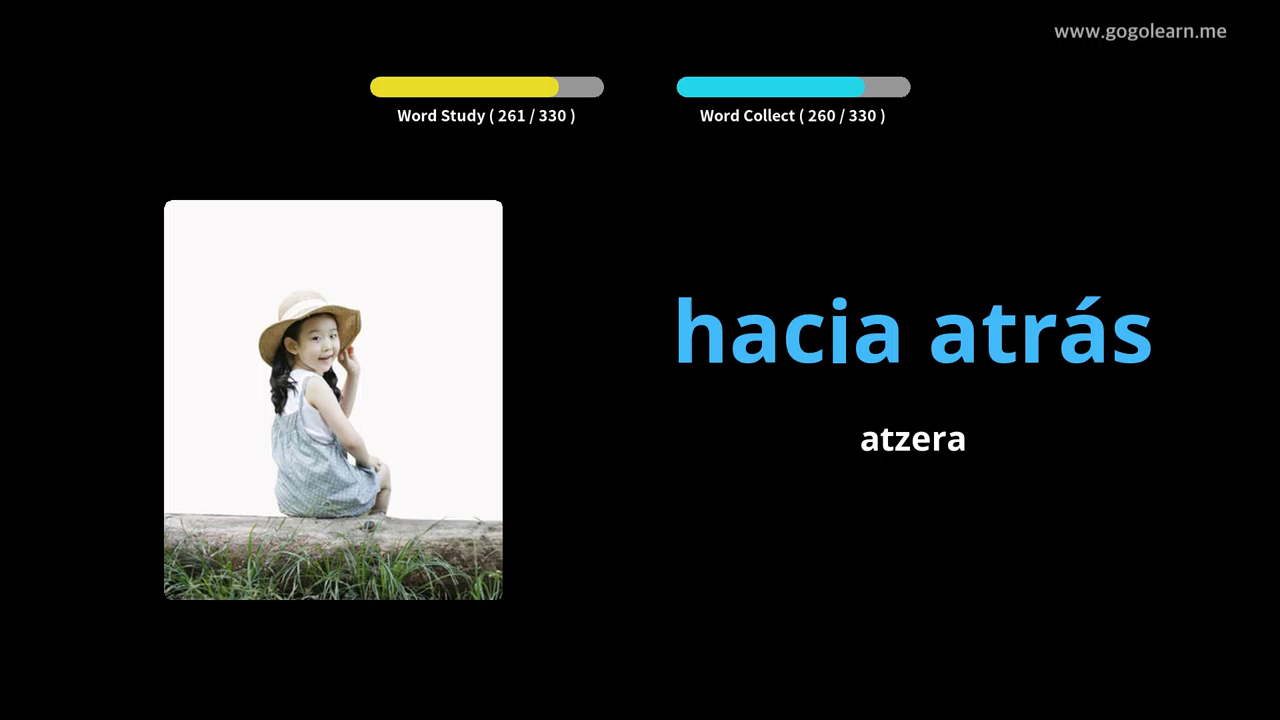 www.gogolearn.me
Word Study ( 261 / 330 )
Word Collect ( 260 / 330 )
hacia atrás
atzera